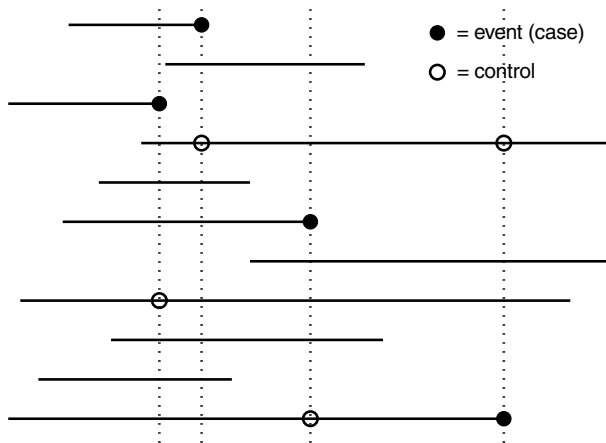 = event (case)
= control